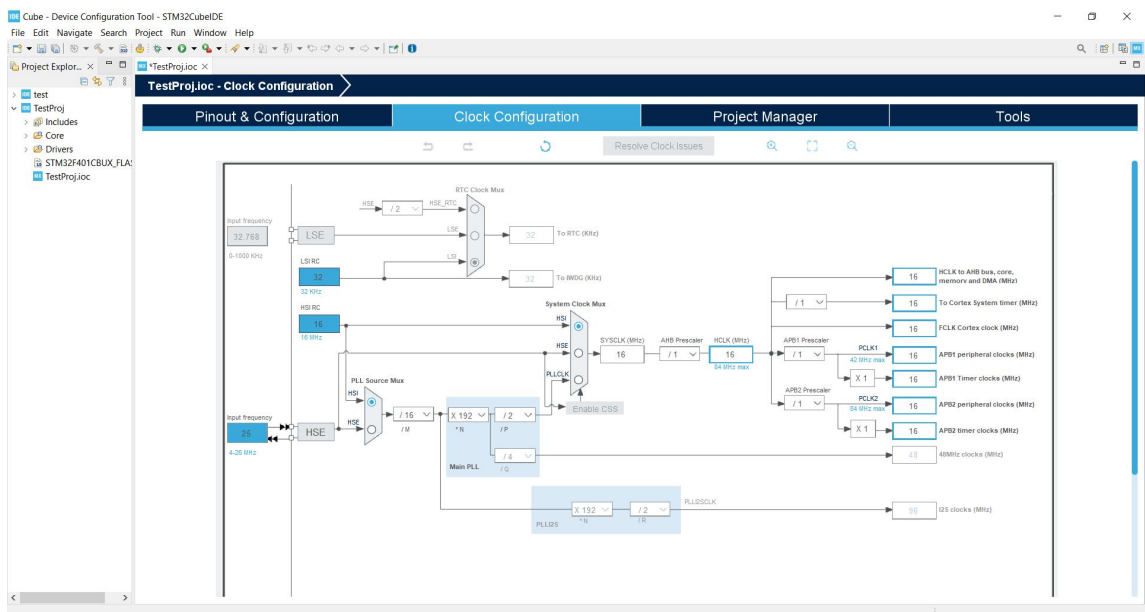 IDE Cube - Device Configuration Tool - STM32CubeIDE
File Edit Navigate Search Project Run Window Help
Project Explor...
MX *TestProj.ioc
test
TestProj
Includes
Core
Drivers
STM32F401CBUX_FLA
TestProj.ioc
TestProj.ioc - Clock Configuration
Pinout & Configuration
Clock Configuration
Project Manager
Tools
Resolve Clock Issues
RTC Clock Mux
HSE
/ 2
HSE_RTC
Input frequency
32.768
0-1000 KHz
LSE
LSE
32
To RTC (KHz)
LSI RC
32
32 KHz
LSI
32
To IWDG (KHz)
HSI RC
16
16 MHz
System Clock Mux
HSI
HSE
PLLCLK
Enable CSS
SYSCLK (MHz)
16
AHB Prescaler
/ 1
HCLK (MHz)
16
84 MHz max
16
HCLK to AHB bus, core,
memory and DMA (MHz)
/ 1
16
To Cortex System timer (MHz)
16
FCLK Cortex clock (MHz)
APB1 Prescaler
/ 1
PCLK1
42 MHz max
16
APB1 peripheral clocks (MHz)
X 1
16
APB1 Timer clocks (MHz)
APB2 Prescaler
/ 1
PCLK2
84 MHz max
16
APB2 peripheral clocks (MHz)
X 1
16
APB2 timer clocks (MHz)
PLL Source Mux
HSI
HSE
Input frequency
25
4-26 MHz
HSE
/ 16
/ M
X 192
* N
/ 2
/ P
/ 4
/ Q
Main PLL
48
48MHz clocks (MHz)
PLLI2S
X 192
* N
/ 2
/ R
PLLI2SCLK
96
I2S clocks (MHz)